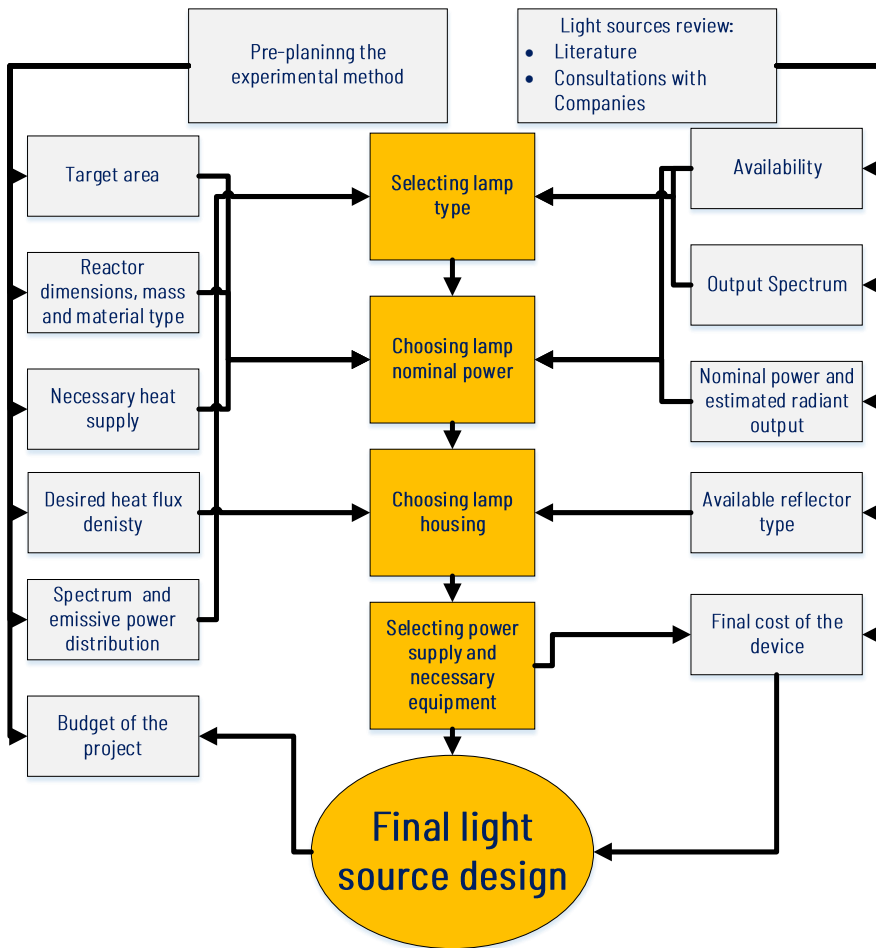 Pre-planinng the
experimental method
Light sources review:
• Literature
• Consultations with
Companies
Target area
Selecting lamp
type
Availability
Reactor
dimensions, mass
and material type
Output Spectrum
Choosing lamp
nominal power
Necessary heat
supply
Nominal power and
estimated radiant
output
Desired heat flux
denisty
Choosing lamp
housing
Available reflector
type
Spectrum and
emissive power
distribution
Selecting power
supply and
necessary
equipment
Final cost of the
device
Budget of the
project
Final light
source design